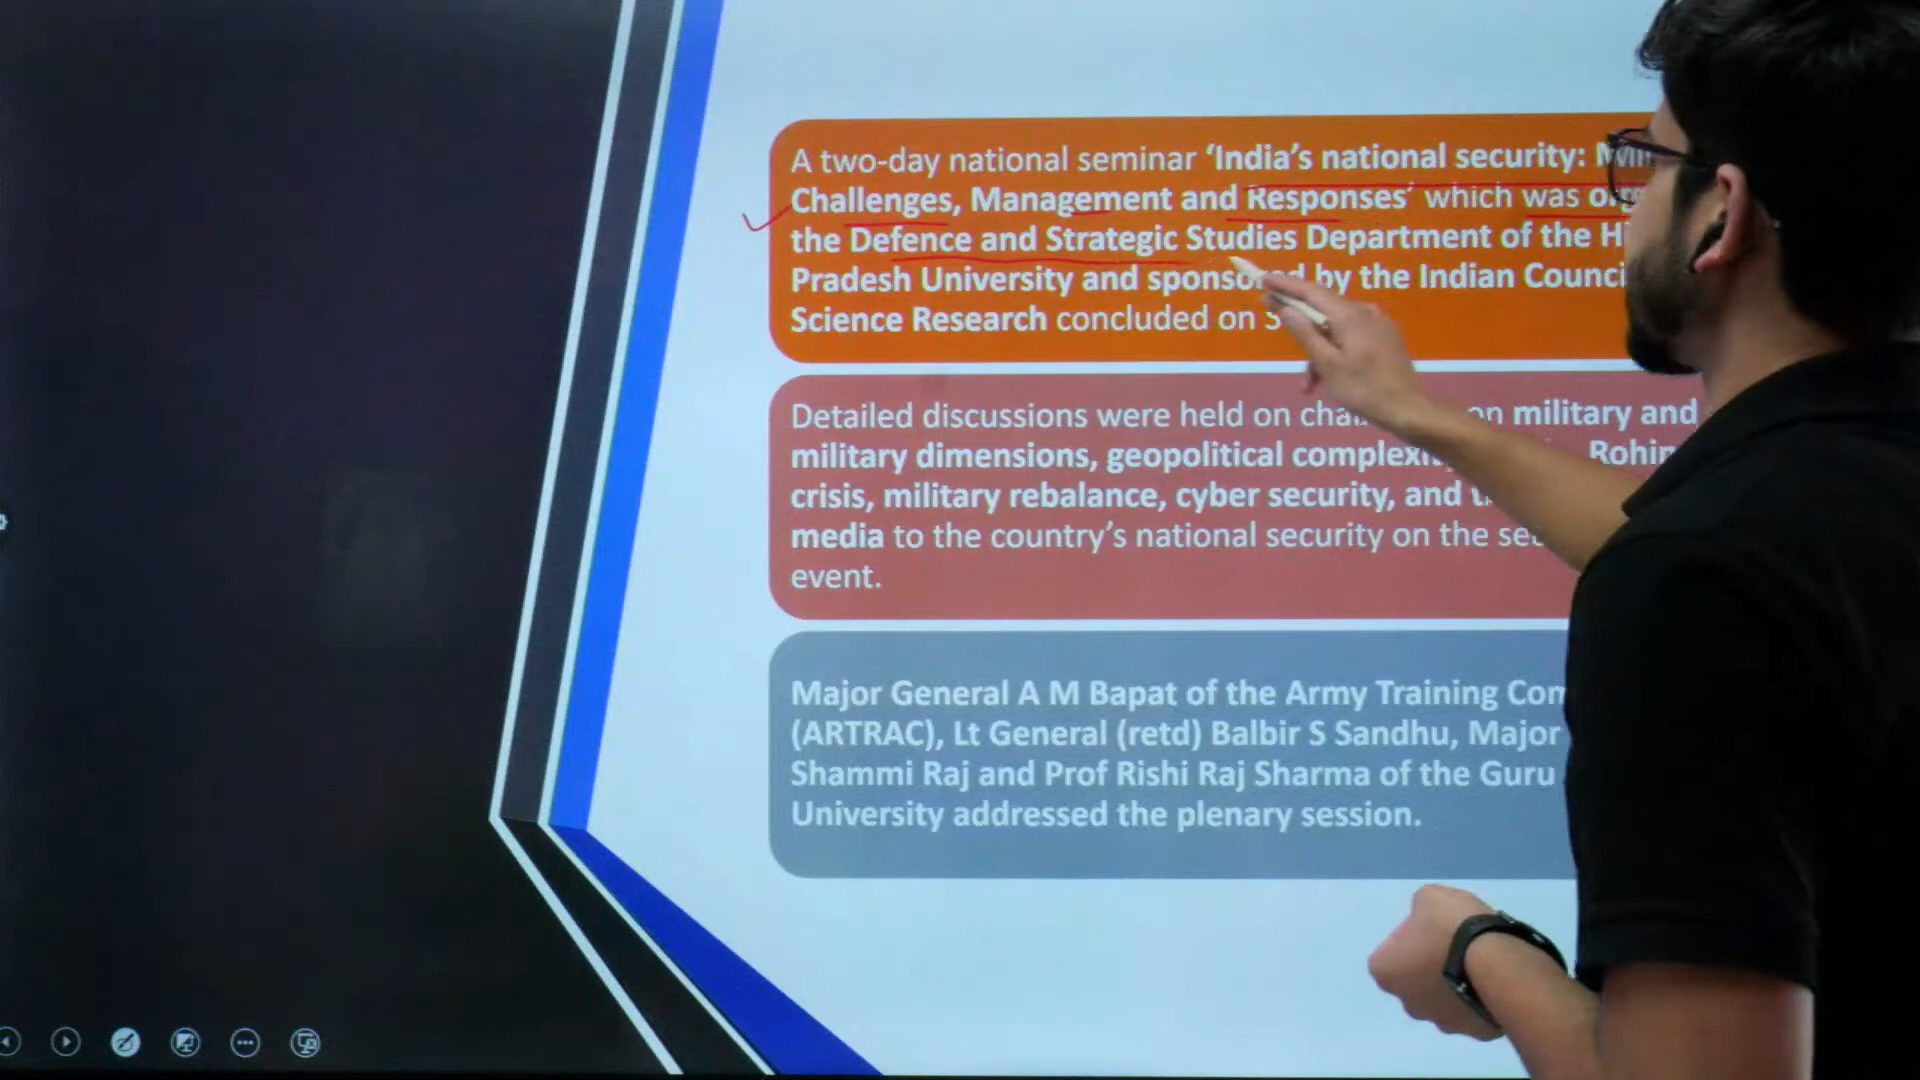 A two-day national seminar ‘India’s national security:
Challenges, Management and Responses’ which was
the Defence and Strategic Studies Department of the
Pradesh University and sponsored by the Indian
Science Research concluded on
Detailed discussions were held on military and
military dimensions, geopolitical
crisis, military rebalance, cyber security, and
media to the country’s national security on the
event.
Major General A M Bapat of the Army Training
(ARTRAC), Lt General (retd) Balbir S Sandhu, Major
Shammi Raj and Prof Rishi Raj Sharma of the Guru
University addressed the plenary session.